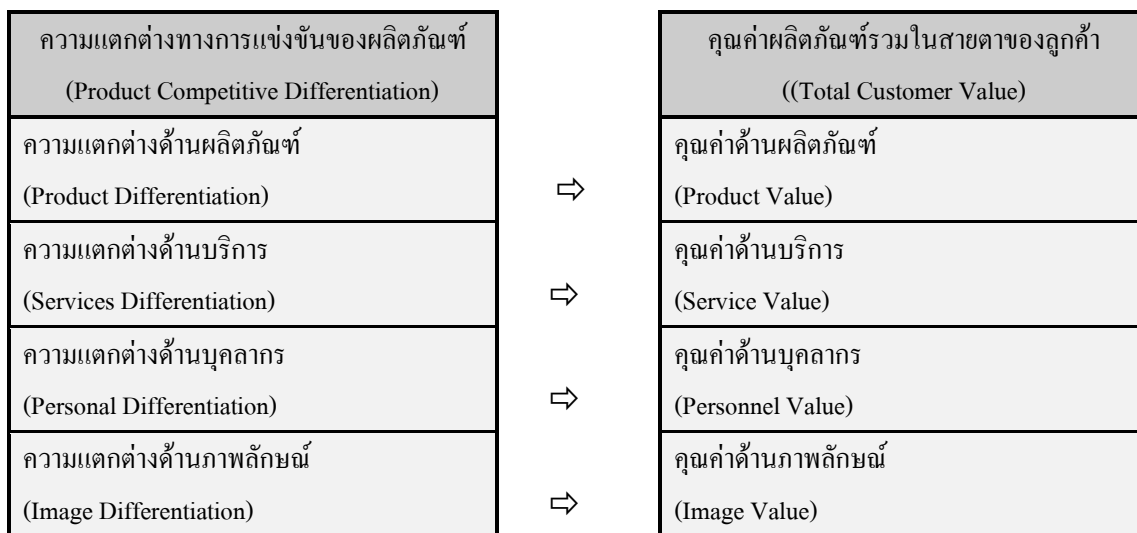 ความแตกต่างทางการแข่งขันของผลิตภัณฑ์
(Product Competitive Differentiation)
คุณค่าผลิตภัณฑ์รวมในสายตาของลูกค้า
((Total Customer Value)
ความแตกต่างด้านผลิตภัณฑ์
(Product Differentiation)
⇨
คุณค่าด้านผลิตภัณฑ์
(Product Value)
ความแตกต่างด้านบริการ
(Services Differentiation)
⇨
คุณค่าด้านบริการ
(Service Value)
ความแตกต่างด้านบุคลากร
(Personal Differentiation)
⇨
คุณค่าด้านบุคลากร
(Personnel Value)
ความแตกต่างด้านภาพลักษณ์
(Image Differentiation)
⇨
คุณค่าด้านภาพลักษณ์
(Image Value)